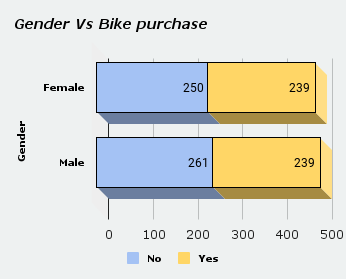 Gender Vs Bike purchase
Female 250 239
Gender
Male 261 239
0 100 200 300 400 500
No Yes